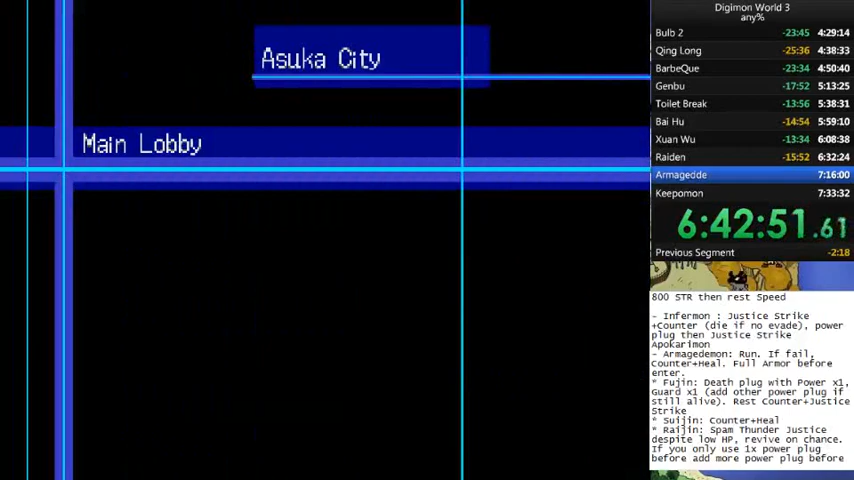 Asuka City
Main Lobby
Digimon World 3
any%
Bulb 2 -23:45 4:29:14
Qing Long -25:36 4:38:33
BarbeQue -23:34 4:50:40
Genbu -17:52 5:13:25
Toilet Break -13:56 5:38:31
Bai Hu -14:54 5:59:10
Xuan Wu -13:34 6:08:38
Raiden -15:52 6:32:24
Armagedde 7:16:00
Keepomon 7:33:32
6:42:51.61
Previous Segment -2:18
800 STR then rest Speed
- Infermon : Justice Strike
+Counter (die if no evade), power
plug then Justice Strike
Apokarimon
- Armagedemon: Run. If fail,
Counter+Heal. Full Armor before
enter.
* Fujin: Death plug with Power x1,
Guard x1 (add other power plug if
still alive). Rest Counter+Justice
Strike
* Suijin: Counter+Heal
* Raijin: Spam Thunder Justice
despite low HP, revive on chance.
If you only use 1x power plug
before add more power plug before